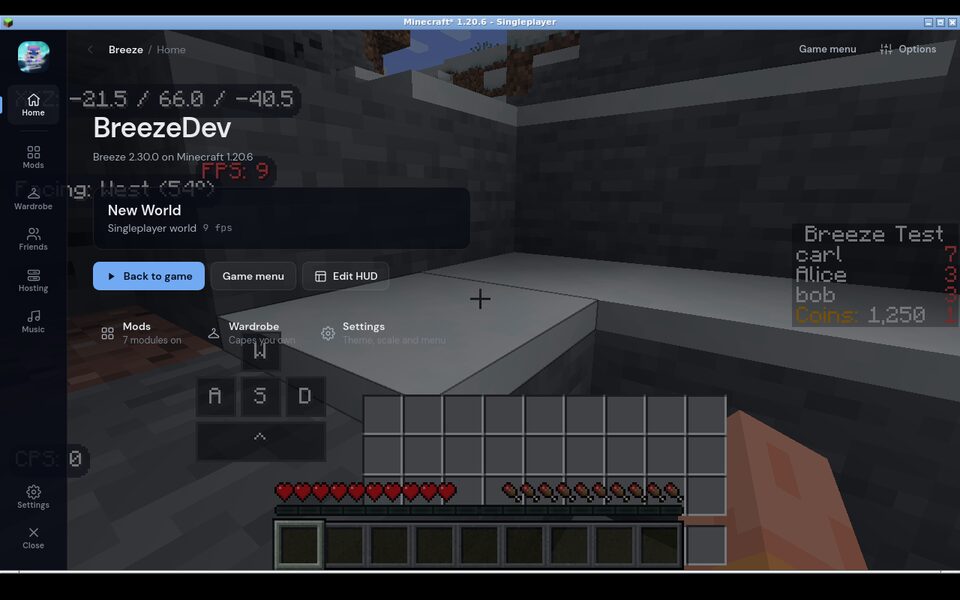 Minecraft* 1.20.6 - Singleplayer
Breeze / Home
Game menu
Options
Home
-21.5 / 66.0 / -40.5
BreezeDev
Breeze 2.30.0 on Minecraft 1.20.6
Mods
FPS: 9
Facing: West (54°)
Wardrobe
New World
Singleplayer world 9 fps
Friends
Breeze Test
carl 7
Alice 3
bob 3
Coins: 1,250 1
Back to game
Game menu
Edit HUD
Hosting
Music
Mods
7 modules on
Wardrobe
Capes you own
Settings
Theme, scale and menu
W
A
S
D
^
CPS: 0
Settings
Close